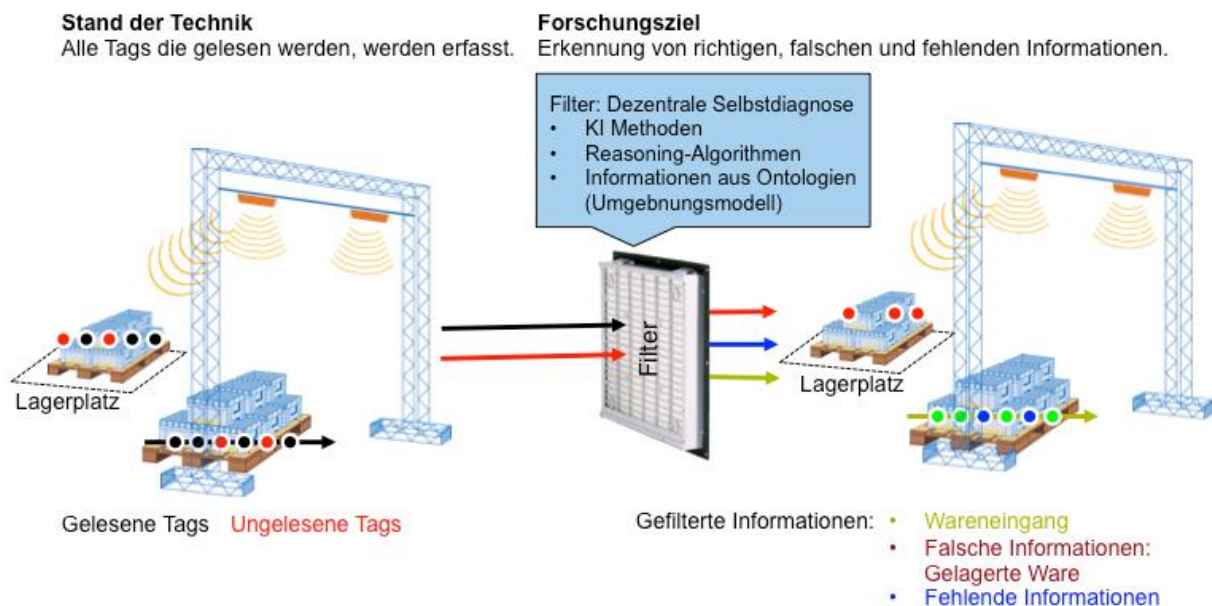 Stand der Technik
Alle Tags die gelesen werden, werden erfasst.
Forschungsziel
Erkennung von richtigen, falschen und fehlenden Informationen.
Filter: Dezentrale Selbstdiagnose
• KI Methoden
• Reasoning-Algorithmen
• Informationen aus Ontologien
(Umgebnungsmodell)
Lagerplatz
Filter
Lagerplatz
Gelesene Tags Ungelesene Tags
Gefilterte Informationen: • Wareneingang
• Falsche Informationen:
Gelagerte Ware
• Fehlende Informationen